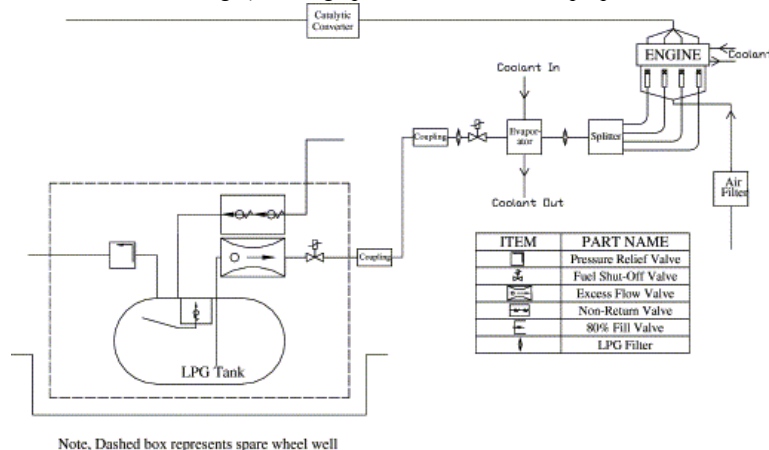 Catalytic
Converter
ENGINE
Coolant
Coolant In
Coupling
Evapor-
ator
Splitter
Air
Filter
Coolant Out
Coupling
LPG Tank
ITEM PART NAME
Pressure Relief Valve
Fuel Shut-Off Valve
Excess Flow Valve
Non-Return Valve
80% Fill Valve
LPG Filter
Note, Dashed box represents spare wheel well